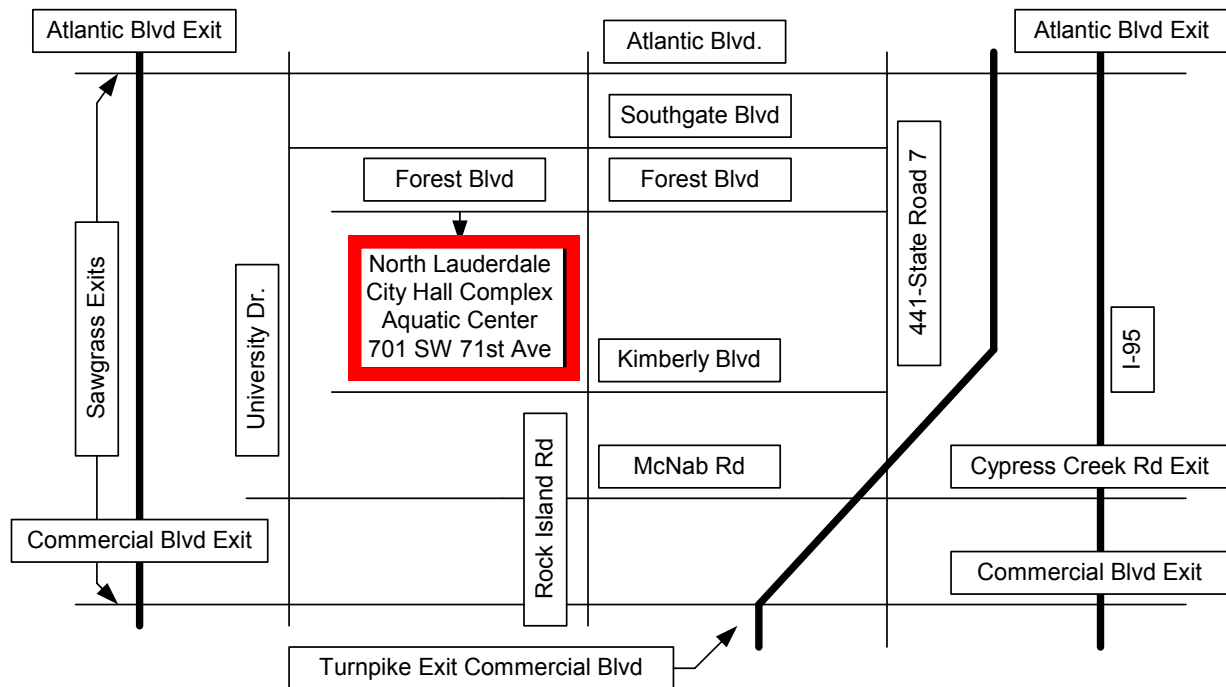 Atlantic Blvd Exit
Atlantic Blvd.
Atlantic Blvd Exit
Southgate Blvd
441-State Road 7
Forest Blvd
Forest Blvd
Sawgrass Exits
University Dr.
North Lauderdale
City Hall Complex
Aquatic Center
701 SW 71st Ave
Kimberly Blvd
I-95
Rock Island Rd
McNab Rd
Cypress Creek Rd Exit
Commercial Blvd Exit
Commercial Blvd Exit
Turnpike Exit Commercial Blvd